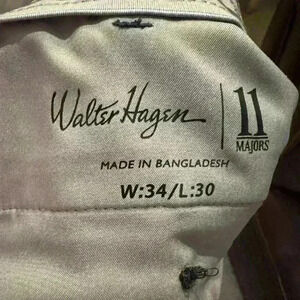 Walter Hagen | 11
MAJORS
MADE IN BANGLADESH
W:34/L:30